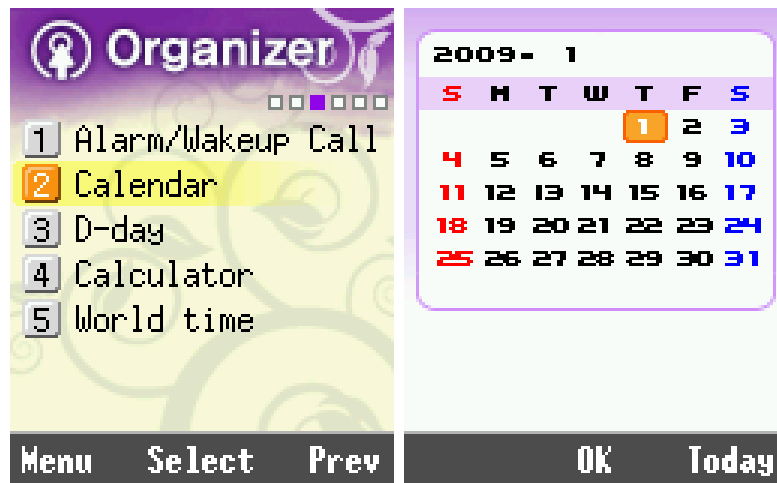 Organizer
1 Alarm/Wakeup Call
2 Calendar
3 D-day
4 Calculator
5 World time
Menu Select Prev
2009- 1
S M T W T F S
1 2 3
4 5 6 7 8 9 10
11 12 13 14 15 16 17
18 19 20 21 22 23 24
25 26 27 28 29 30 31
OK Today